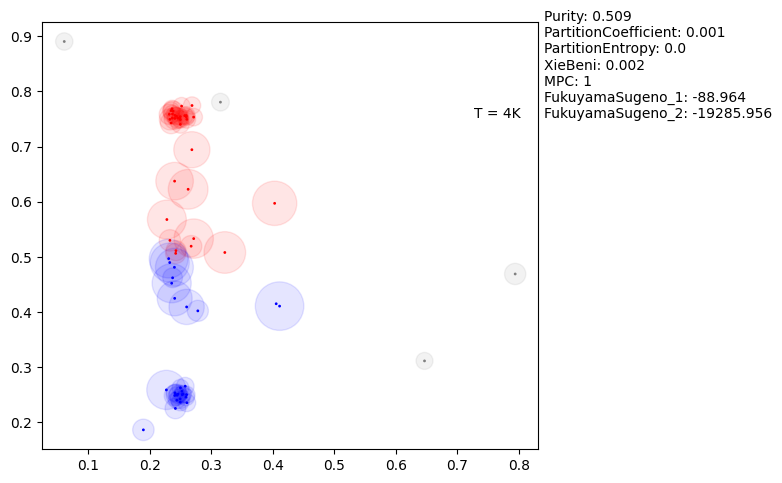 Purity: 0.509
PartitionCoefficient: 0.001
PartitionEntropy: 0.0
XieBeni: 0.002
MPC: 1
FukuyamaSugeno_1: -88.964
FukuyamaSugeno_2: -19285.956
T = 4K
0.9
0.8
0.7
0.6
0.5
0.4
0.3
0.2
0.1 0.2 0.3 0.4 0.5 0.6 0.7 0.8